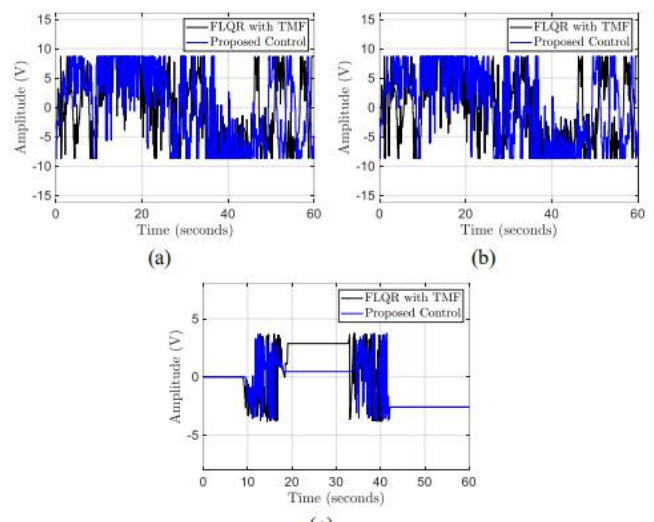 15
10
5
0
-5
-10
-15
Amplitude (V)
FLQR with TMF
Proposed Control
0 20 40 60
Time (seconds)
(a)
15
10
5
0
-5
-10
-15
Amplitude (V)
FLQR with TMF
Proposed Control
0 20 40 60
Time (seconds)
(b)
5
0
-5
Amplitude (V)
FLQR with TMF
Proposed Control
0 10 20 30 40 50 60
Time (seconds)